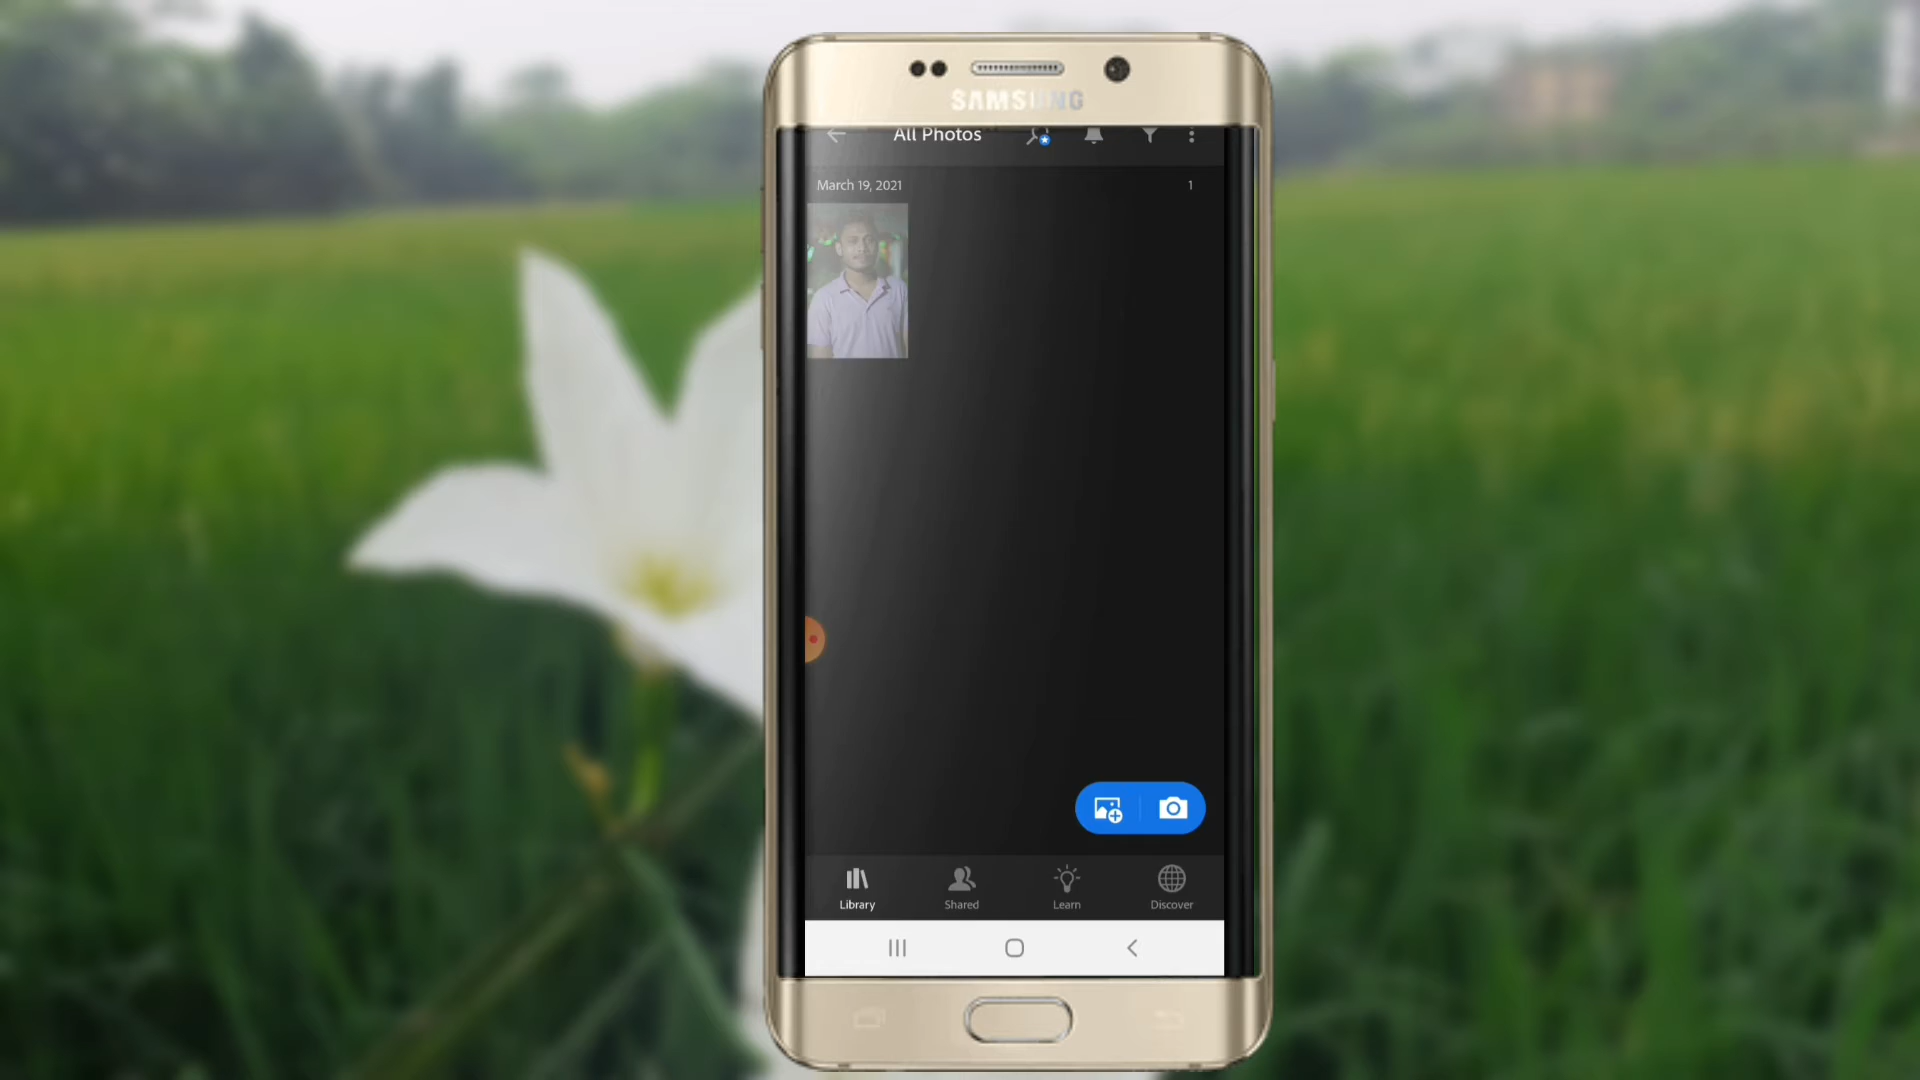 SAMSUNG
All Photos
March 19, 2021
1
Library
Shared
Learn
Discover